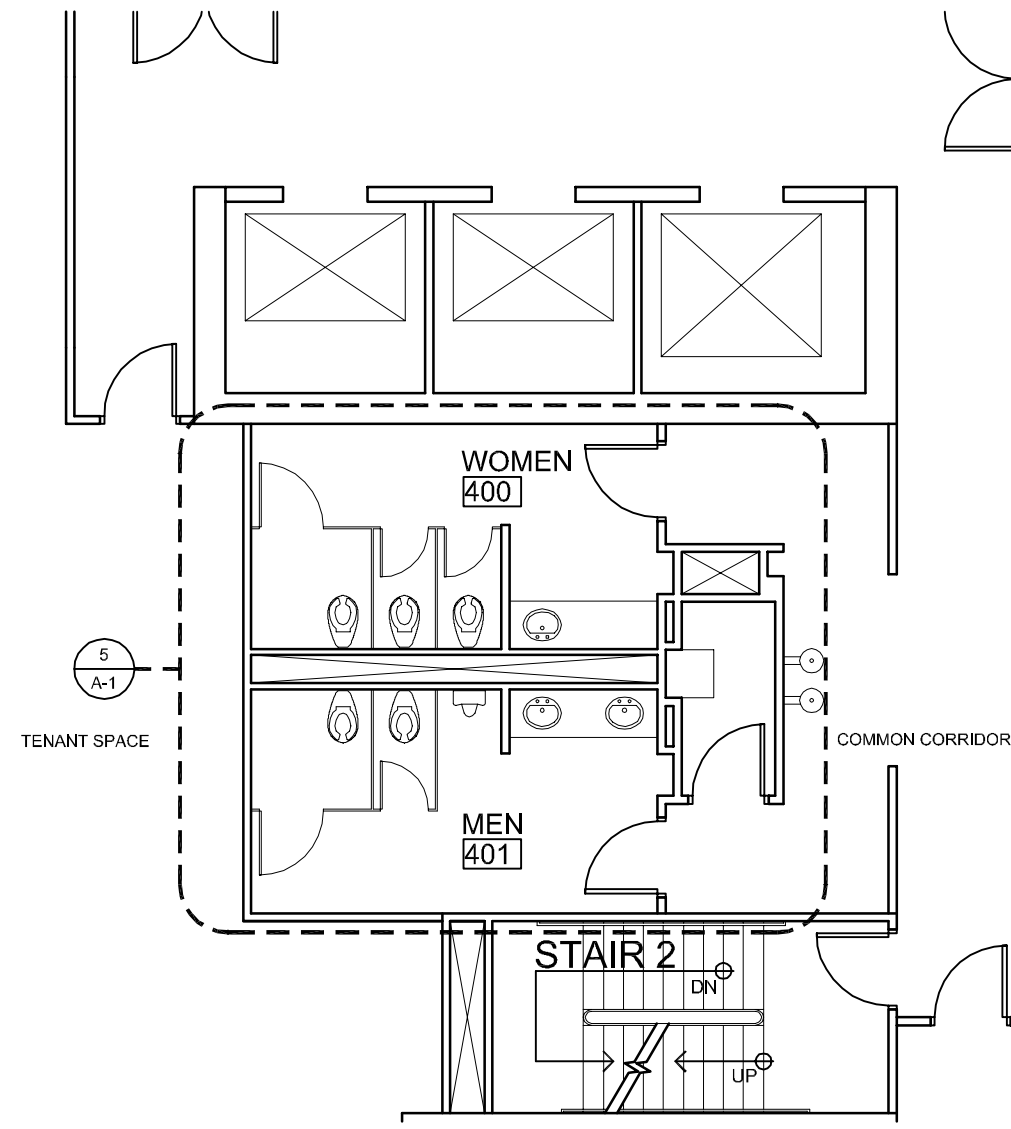 WOMEN
400
5
A-1
TENANT SPACE
COMMON CORRIDOR
MEN
401
STAIR 2
DN
UP